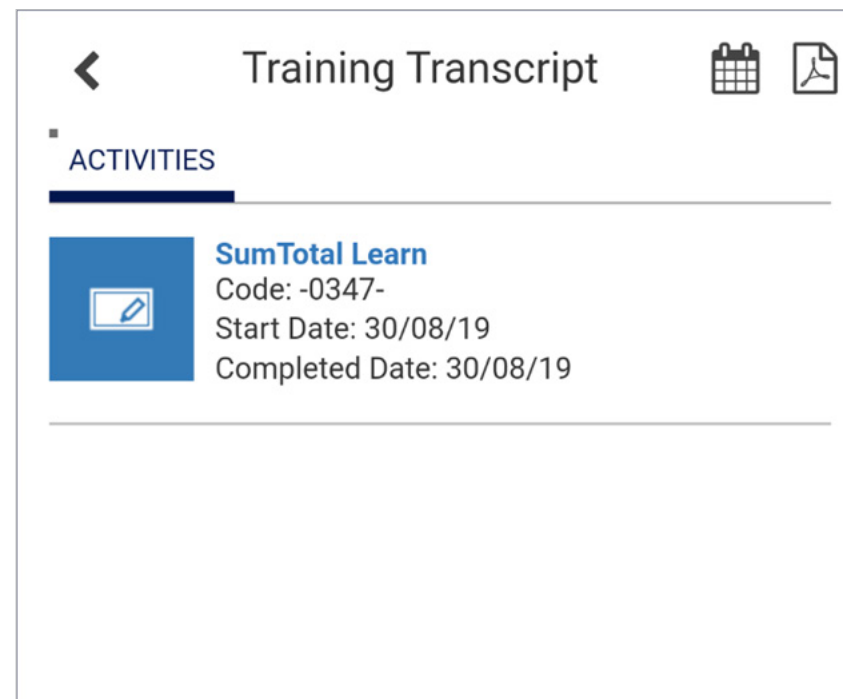 Training Transcript
ACTIVITIES
SumTotal Learn
Code: -0347-
Start Date: 30/08/19
Completed Date: 30/08/19